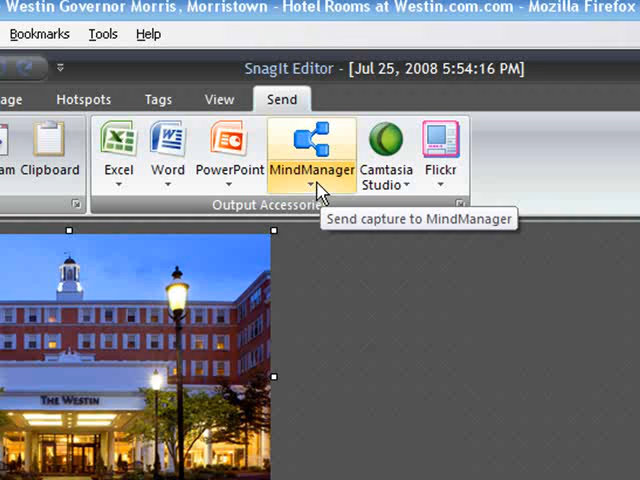 Westin Governor Morris, Morristown - Hotel Rooms at Westin.com.com - Mozilla Firefox
Bookmarks Tools Help
SnagIt Editor - [Jul 25, 2008 5:54:16 PM]
age Hotspots Tags View Send
am Clipboard Excel Word PowerPoint MindManager Camtasia Studio Flickr
Output Accessorie
Send capture to MindManager
THE WESTIN